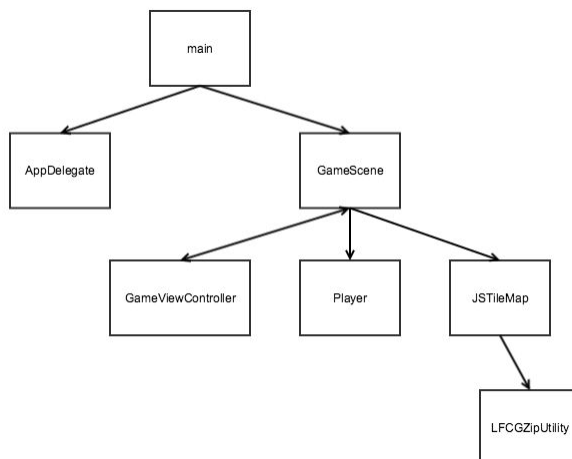 main
AppDelegate
GameScene
GameViewController
Player
JSTileMap
LFCGZipUtility